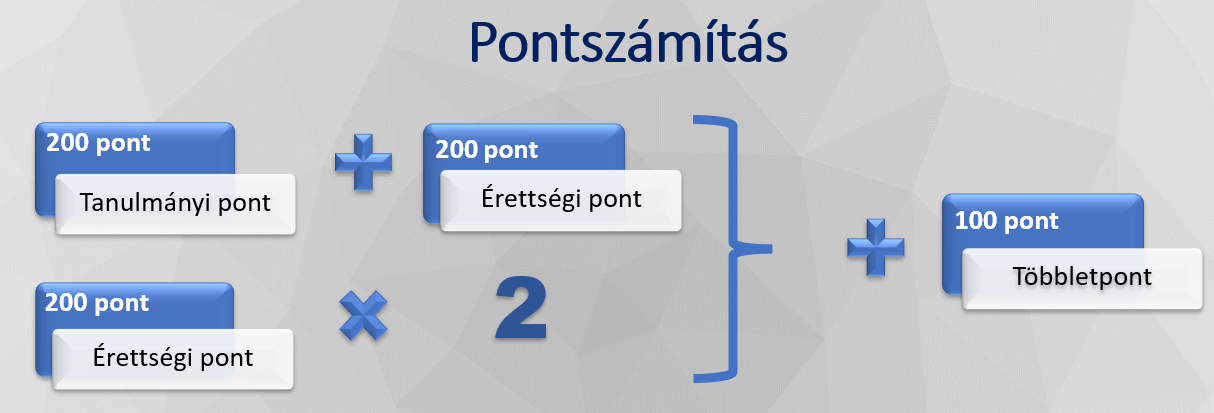 Pontszámítás
200 pont
Tanulmányi pont
200 pont
Érettségi pont
200 pont
Érettségi pont
2
100 pont
Többletpont